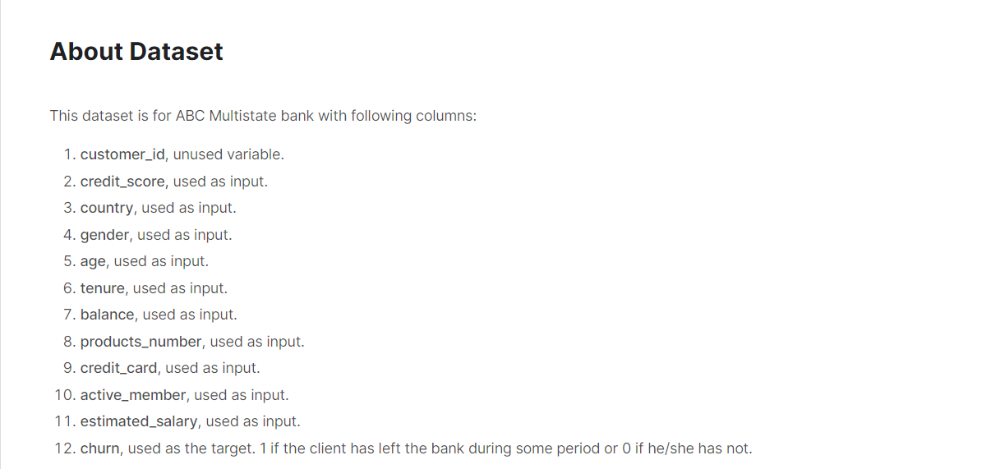 About Dataset
This dataset is for ABC Multistate bank with following columns:
1. customer_id, unused variable.
2. credit_score, used as input.
3. country, used as input.
4. gender, used as input.
5. age, used as input.
6. tenure, used as input.
7. balance, used as input.
8. products_number, used as input.
9. credit_card, used as input.
10. active_member, used as input.
11. estimated_salary, used as input.
12. churn, used as the target. 1 if the client has left the bank during some period or 0 if he/she has not.